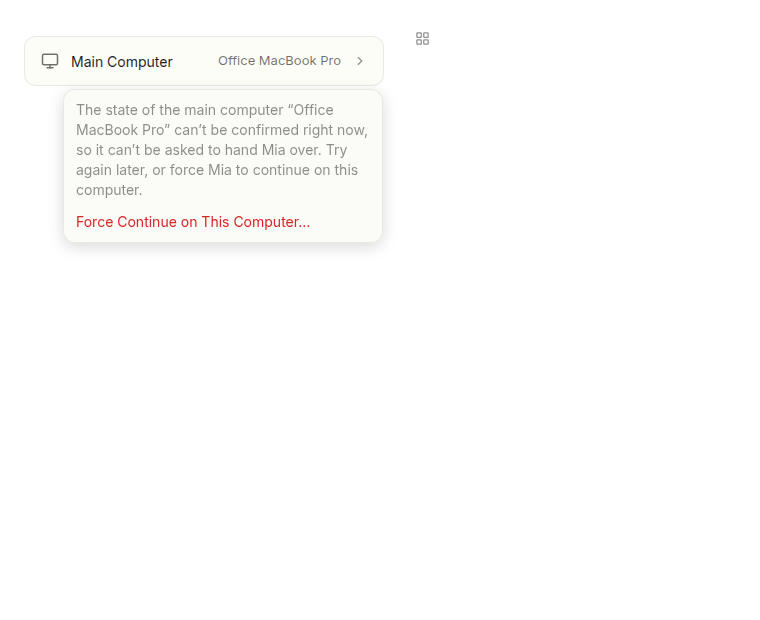 Main Computer
Office MacBook Pro
The state of the main computer “Office
MacBook Pro” can’t be confirmed right now,
so it can’t be asked to hand Mia over. Try
again later, or force Mia to continue on this
computer.
Force Continue on This Computer…